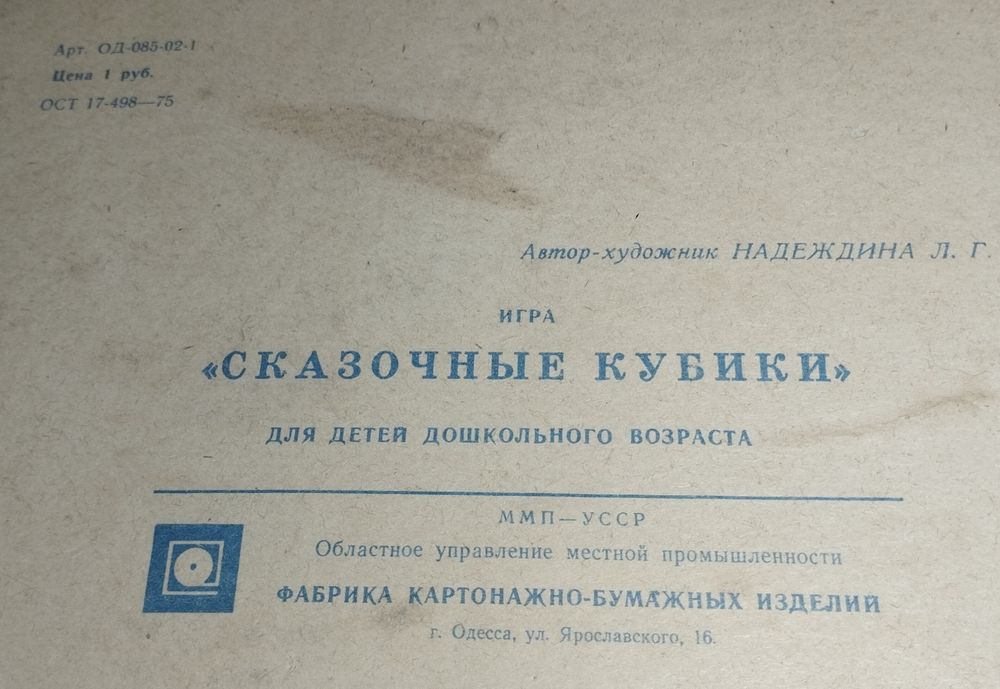 Арт. ОД-085-02-1
Цена 1 руб.
ОСТ 17-498—75
Автор-художник НАДЕЖДИНА Л. Г.
ИГРА
«СКАЗОЧНЫЕ КУБИКИ»
ДЛЯ ДЕТЕЙ ДОШКОЛЬНОГО ВОЗРАСТА
ММП—УССР
Областное управление местной промышленности
ФАБРИКА КАРТОНАЖНО-БУМАЖНЫХ ИЗДЕЛИЙ
г. Одесса, ул. Ярославского, 16.